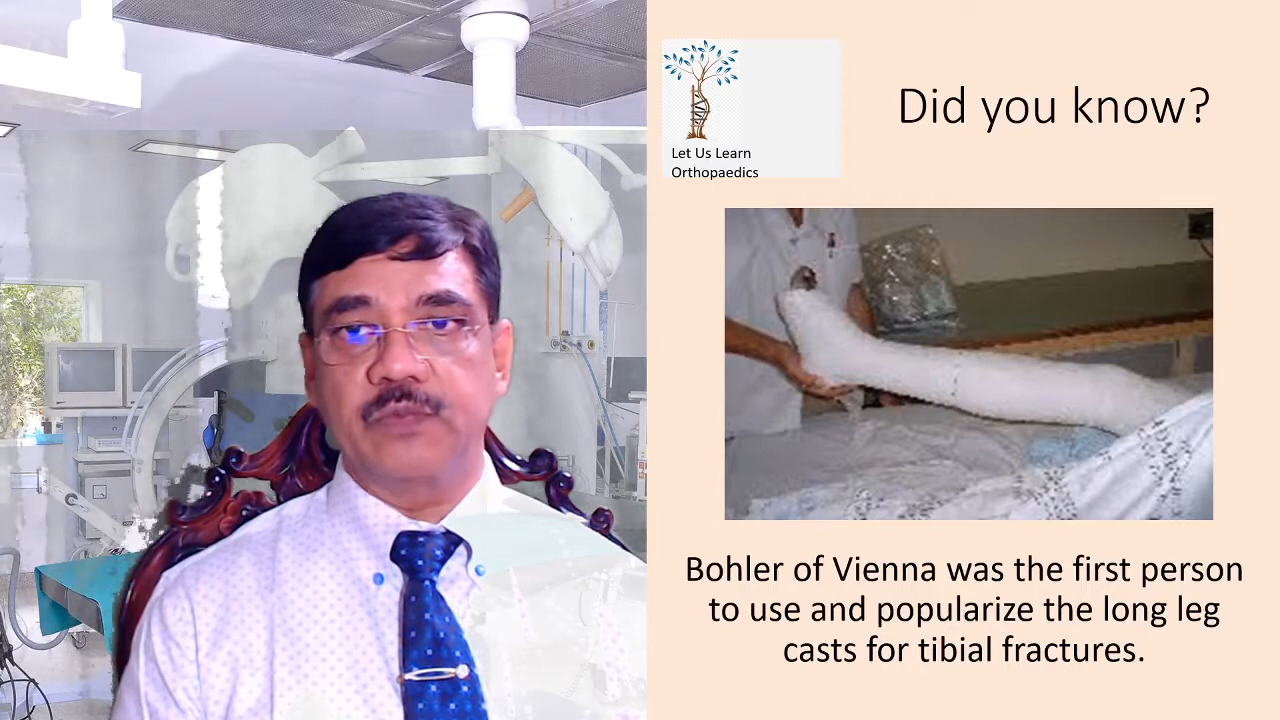 Did you know?
Let Us Learn
Orthopaedics
Bohler of Vienna was the first person
to use and popularize the long leg
casts for tibial fractures.